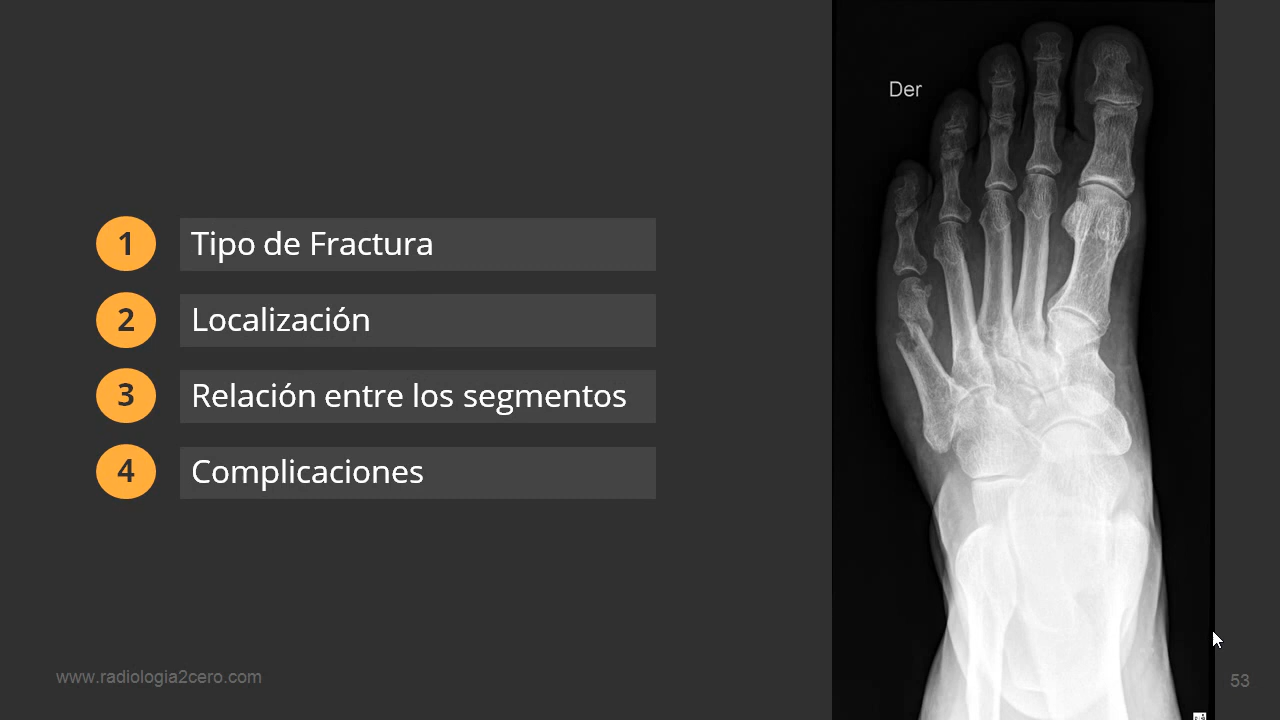 Der
1 Tipo de Fractura
2 Localización
3 Relación entre los segmentos
4 Complicaciones
www.radiologia2cero.com
53